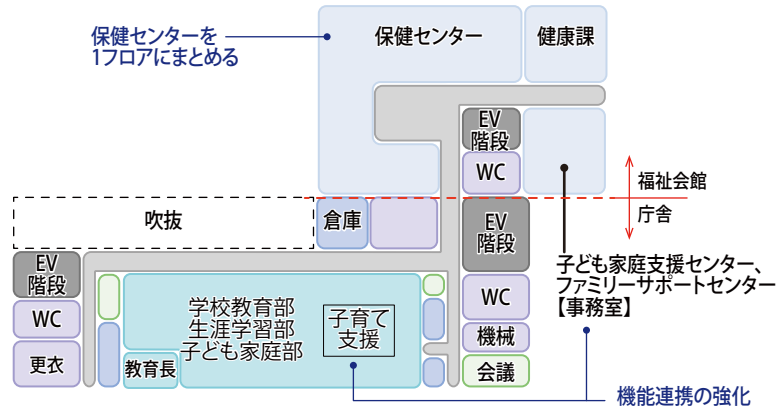 保健センターを
1フロアにまとめる
保健センター
健康課
EV
階段
WC
福祉会館
庁舎
吹抜
倉庫
EV
階段
EV
階段
WC
更衣
学校教育部
生涯学習部
子ども家庭部
子育て
支援
教育長
WC
機械
会議
子ども家庭支援センター、
ファミリーサポートセンター
【事務室】
機能連携の強化